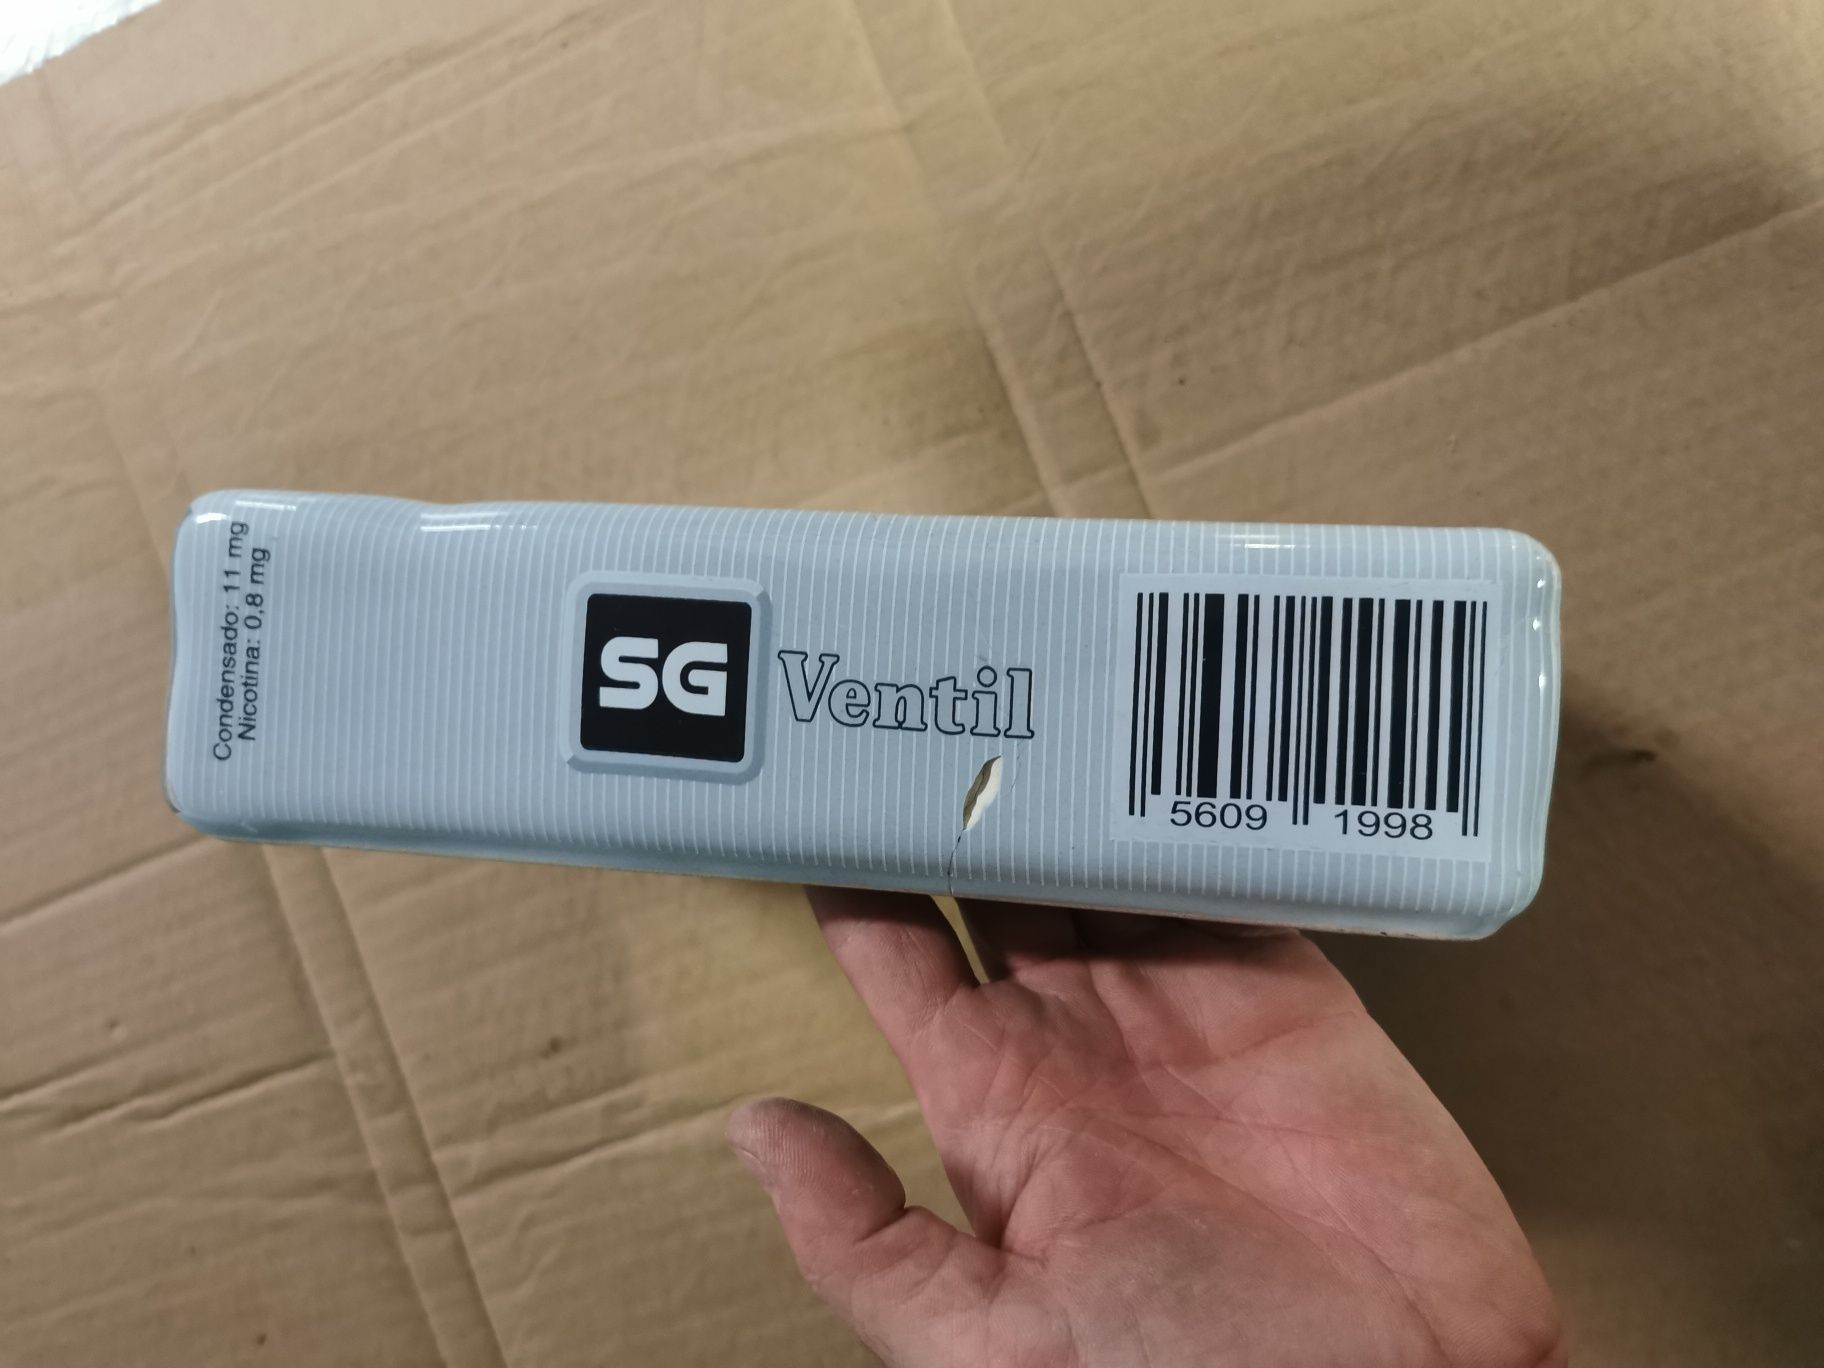 Condensado: 11 mg
Nicotina: 0,8 mg
SG
Ventil
5609 1998